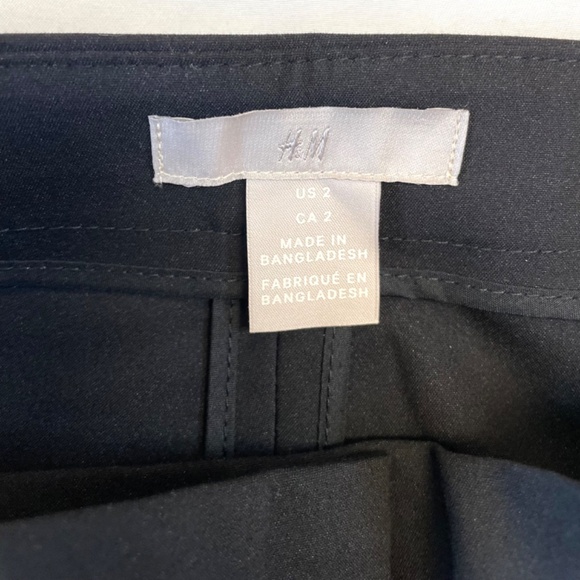 H&M
US 2
CA 2
MADE IN
BANGLADESH
FABRIQUÉ EN
BANGLADESH